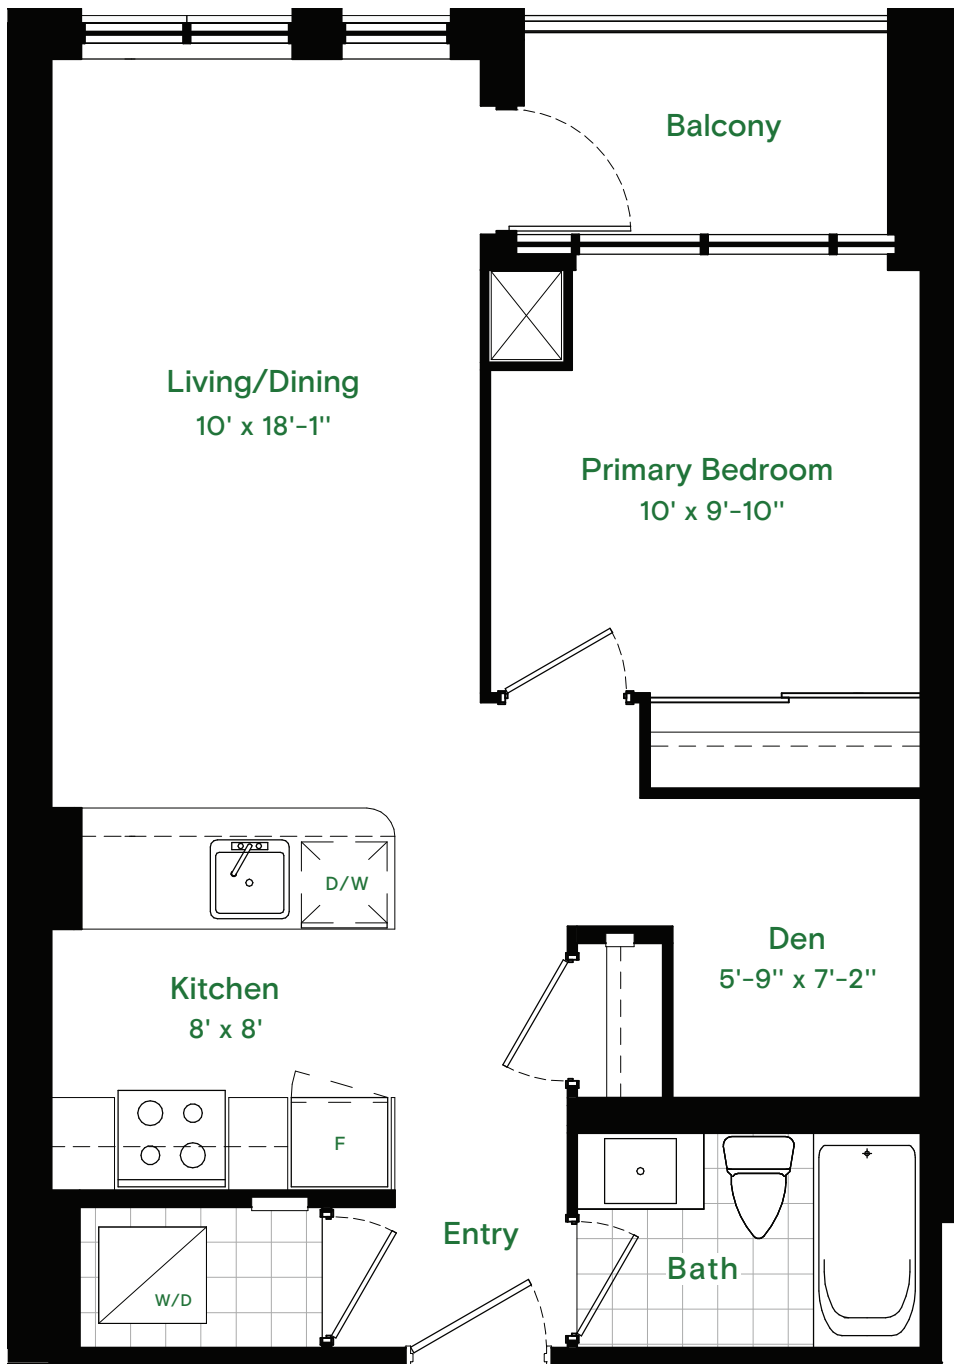 Balcony
Living/Dining
10' x 18'-1"
Primary Bedroom
10' x 9'-10"
D/W
Den
5'-9" x 7'-2"
Kitchen
8' x 8'
F
Entry
Bath
W/D